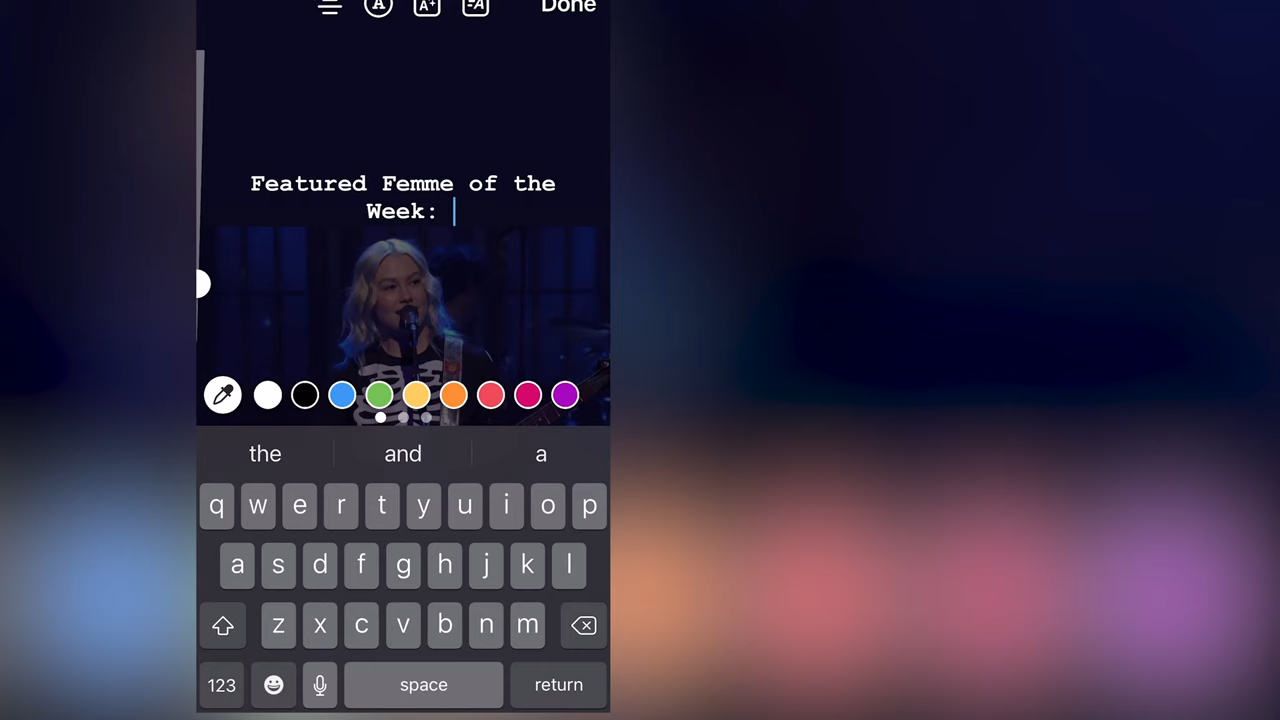 Done
Featured Femme of the
Week:
the and a
q w e r t y u i o p
a s d f g h j k l
z x c v b n m
123 space return